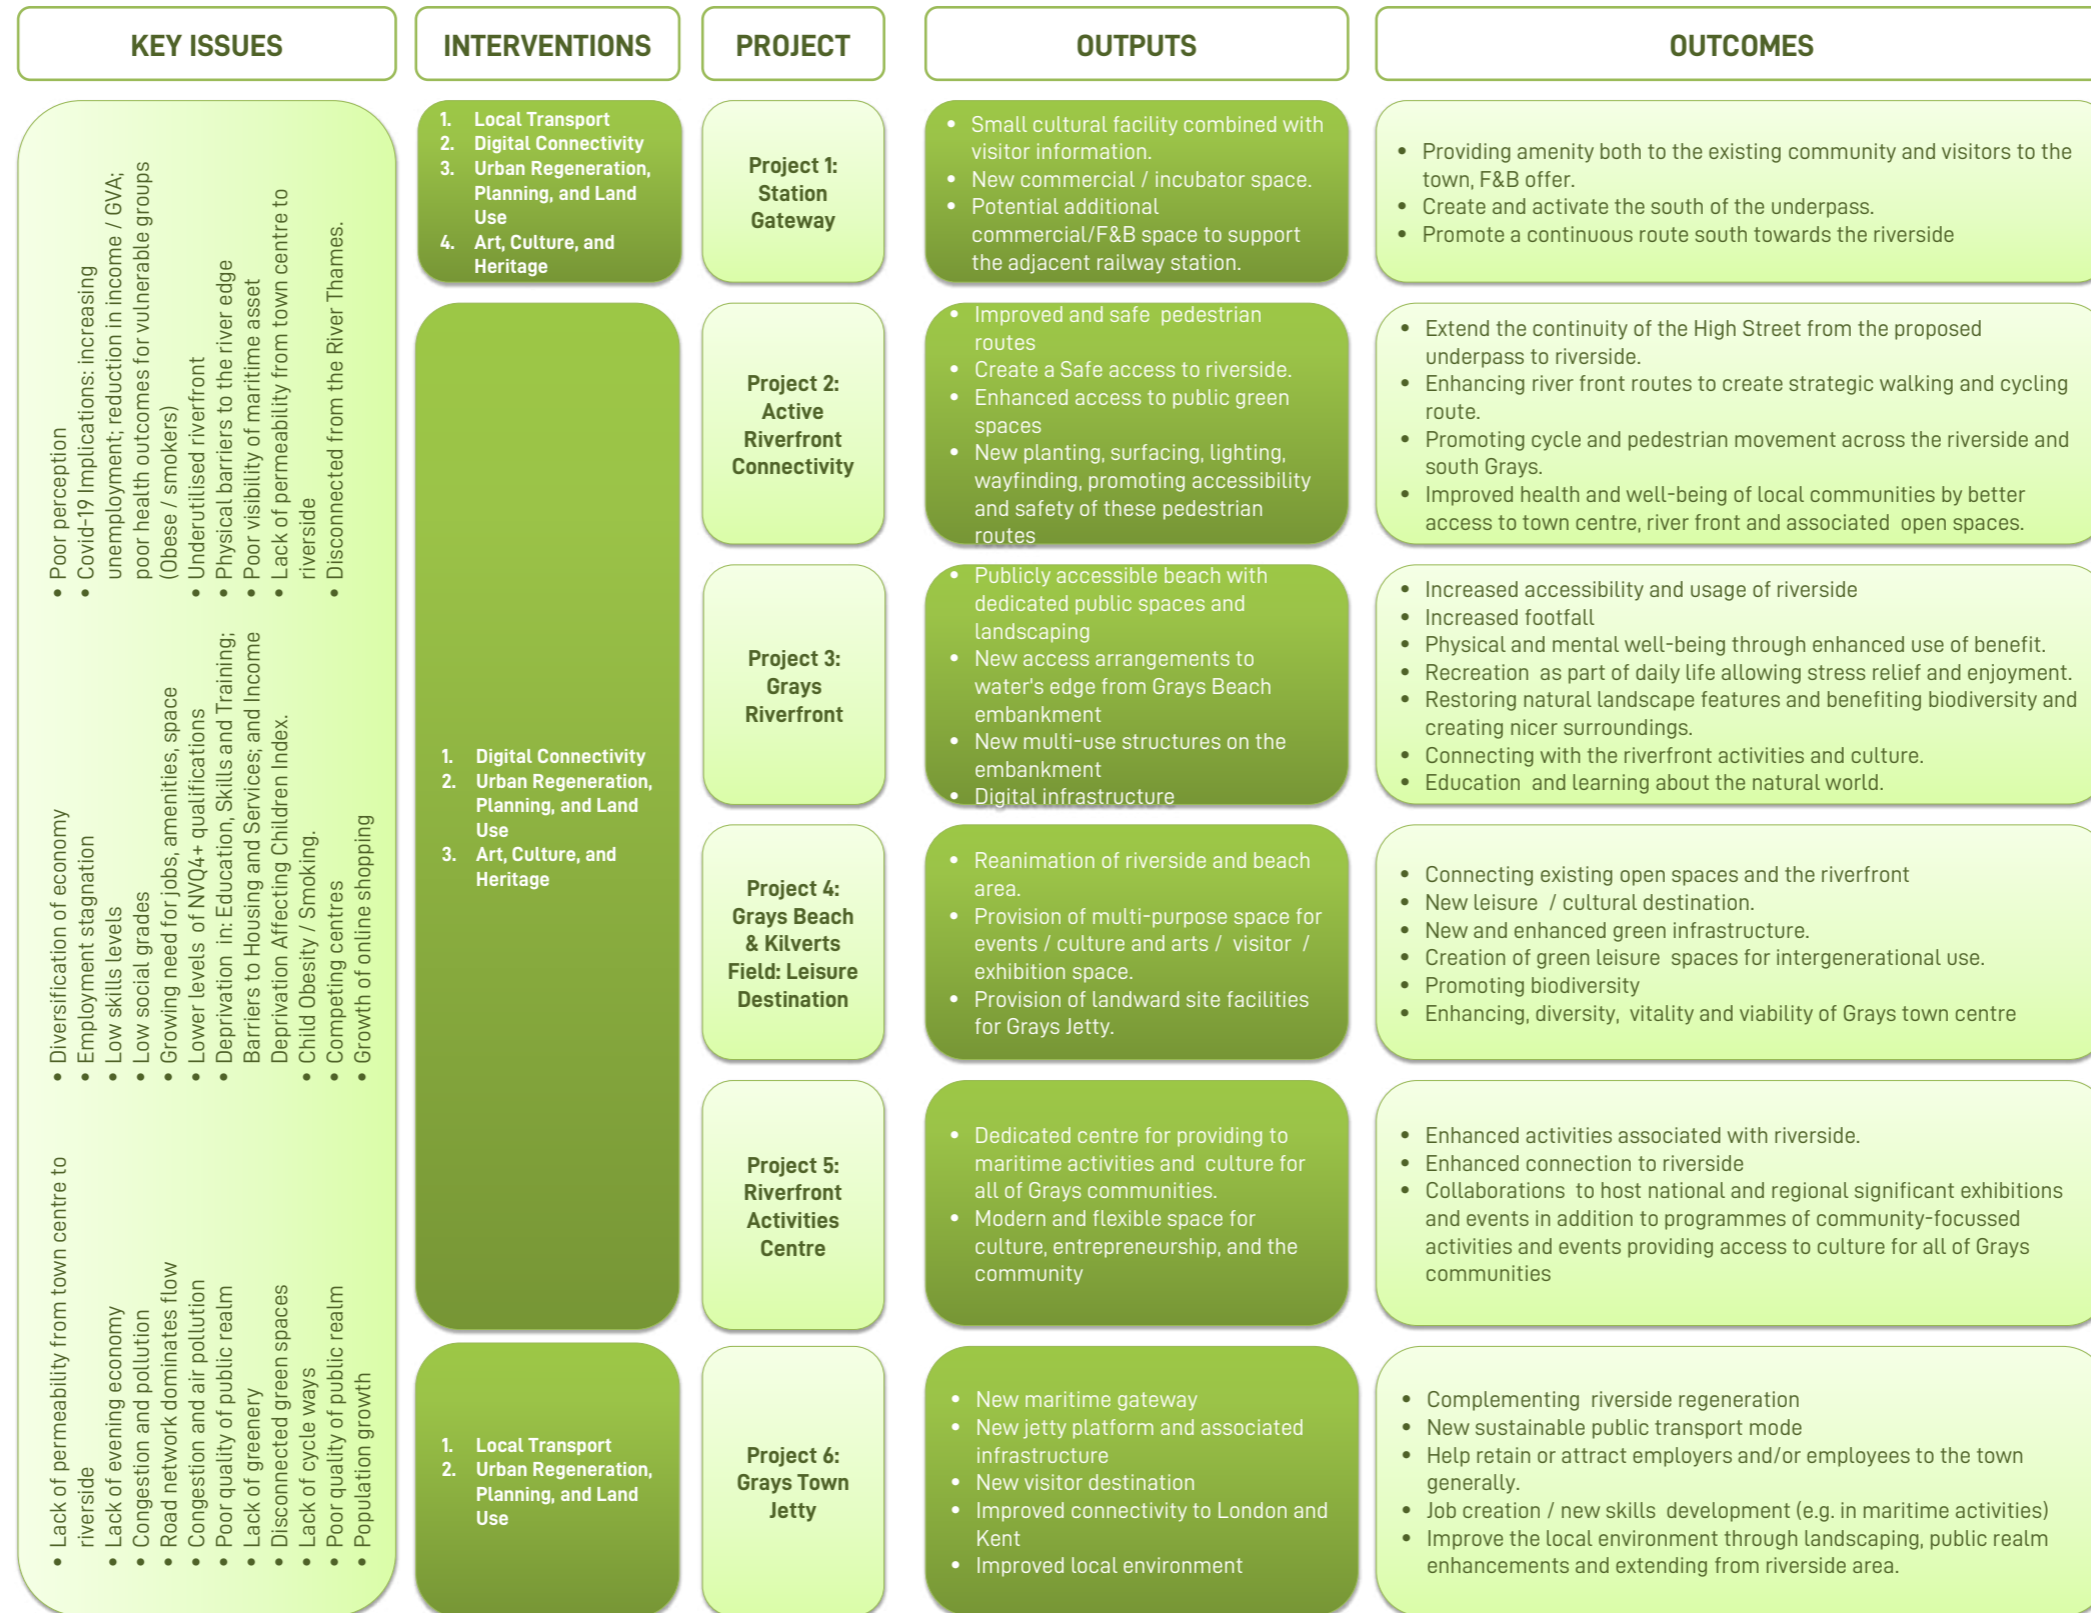 KEY ISSUES
INTERVENTIONS
PROJECT
OUTPUTS
OUTCOMES
• Poor perception
• Covid-19 Implications: increasing
unemployment; reduction in income / GVA;
poor health outcomes for vulnerable groups
(Obese / smokers)
• Underutilised riverfront
• Physical barriers to the river edge
• Poor visibility of maritime asset
• Lack of permeability from town centre to
riverside
• Disconnected from the River Thames.
• Diversification of economy
• Employment stagnation
• Low skills levels
• Low social grades
• Growing need for jobs, amenities, space
• Lower levels of NVQ4+ qualifications
• Deprivation in: Education, Skills and Training;
Barriers to Housing and Services; and Income
Deprivation Affecting Children Index.
• Child Obesity / Smoking.
• Competing centres
• Growth of online shopping
• Lack of permeability from town centre to
riverside
• Lack of evening economy
• Congestion and pollution
• Road network dominates flow
• Congestion and air pollution
• Poor quality of public realm
• Lack of greenery
• Disconnected green spaces
• Lack of cycle ways
• Poor quality of public realm
• Population growth
1. Local Transport
2. Digital Connectivity
3. Urban Regeneration,
Planning, and Land
Use
4. Art, Culture, and
Heritage
Project 1:
Station
Gateway
• Small cultural facility combined with
visitor information.
• New commercial / incubator space.
• Potential additional
commercial/F&B space to support
the adjacent railway station.
• Providing amenity both to the existing community and visitors to the
town, F&B offer.
• Create and activate the south of the underpass.
• Promote a continuous route south towards the riverside
1. Digital Connectivity
2. Urban Regeneration,
Planning, and Land
Use
3. Art, Culture, and
Heritage
Project 2:
Active
Riverfront
Connectivity
• Improved and safe pedestrian
routes
• Create a Safe access to riverside.
• Enhanced access to public green
spaces
• New planting, surfacing, lighting,
wayfinding, promoting accessibility
and safety of these pedestrian
routes
• Extend the continuity of the High Street from the proposed
underpass to riverside.
• Enhancing river front routes to create strategic walking and cycling
route.
• Promoting cycle and pedestrian movement across the riverside and
south Grays.
• Improved health and well-being of local communities by better
access to town centre, river front and associated open spaces.
Project 3:
Grays
Riverfront
• Publicly accessible beach with
dedicated public spaces and
landscaping
• New access arrangements to
water's edge from Grays Beach
embankment
• New multi-use structures on the
embankment
• Digital infrastructure
• Increased accessibility and usage of riverside
• Increased footfall
• Physical and mental well-being through enhanced use of benefit.
• Recreation as part of daily life allowing stress relief and enjoyment.
• Restoring natural landscape features and benefiting biodiversity and
creating nicer surroundings.
• Connecting with the riverfront activities and culture.
• Education and learning about the natural world.
Project 4:
Grays Beach
& Kilverts
Field: Leisure
Destination
• Reanimation of riverside and beach
area.
• Provision of multi-purpose space for
events / culture and arts / visitor /
exhibition space.
• Provision of landward site facilities
for Grays Jetty.
• Connecting existing open spaces and the riverfront
• New leisure / cultural destination.
• New and enhanced green infrastructure.
• Creation of green leisure spaces for intergenerational use.
• Promoting biodiversity
• Enhancing, diversity, vitality and viability of Grays town centre
Project 5:
Riverfront
Activities
Centre
• Dedicated centre for providing to
maritime activities and culture for
all of Grays communities.
• Modern and flexible space for
culture, entrepreneurship, and the
community
• Enhanced activities associated with riverside.
• Enhanced connection to riverside
• Collaborations to host national and regional significant exhibitions
and events in addition to programmes of community-focussed
activities and events providing access to culture for all of Grays
communities
1. Local Transport
2. Urban Regeneration,
Planning, and Land
Use
Project 6:
Grays Town
Jetty
• New maritime gateway
• New jetty platform and associated
infrastructure
• New visitor destination
• Improved connectivity to London and
Kent
• Improved local environment
• Complementing riverside regeneration
• New sustainable public transport mode
• Help retain or attract employers and/or employees to the town
generally.
• Job creation / new skills development (e.g. in maritime activities)
• Improve the local environment through landscaping, public realm
enhancements and extending from riverside area.